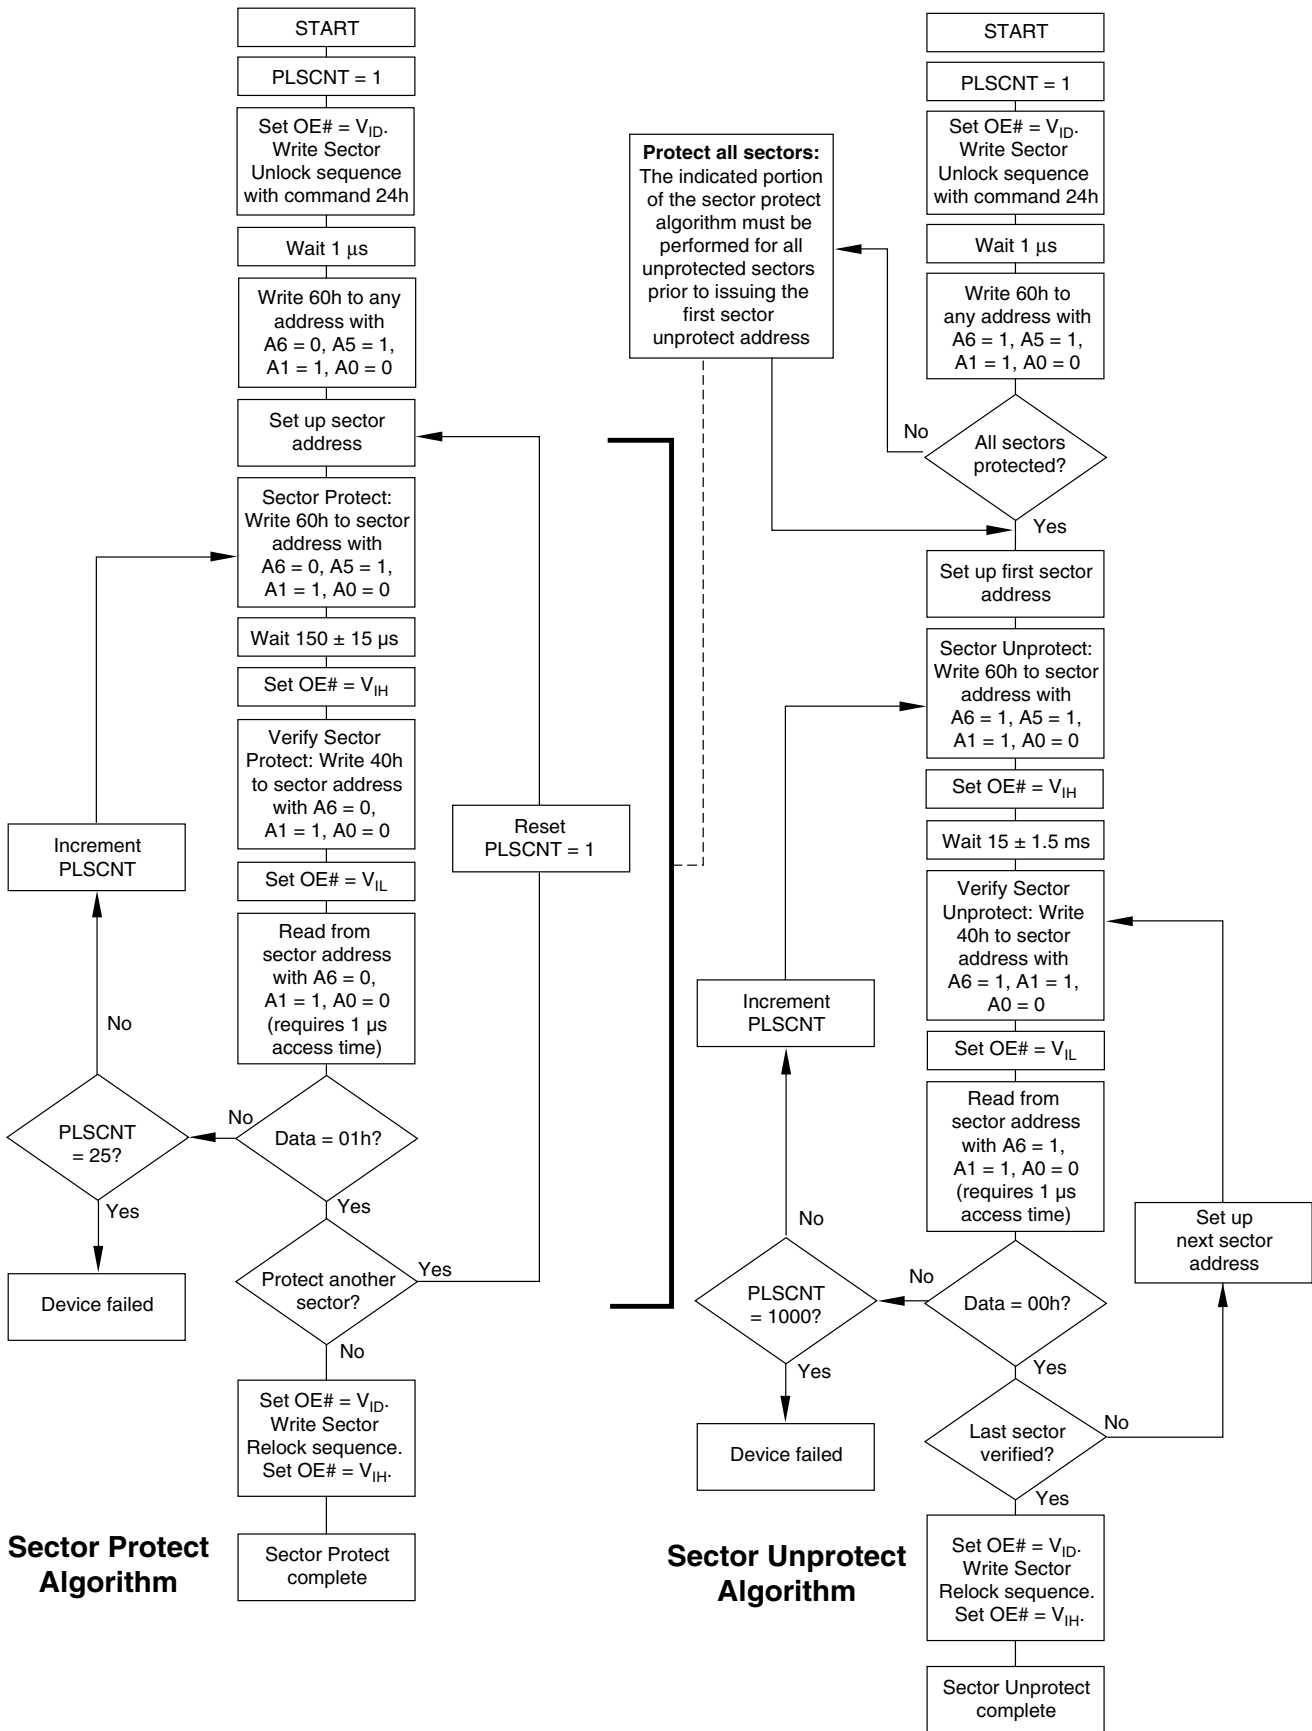 START
PLSCNT = 1
Set OE# = VID.
Write Sector
Unlock sequence
with command 24h
Wait 1 µs
Write 60h to any
address with
A6 = 0, A5 = 1,
A1 = 1, A0 = 0
Set up sector
address
Sector Protect:
Write 60h to sector
address with
A6 = 0, A5 = 1,
A1 = 1, A0 = 0
Wait 150 ± 15 µs
Set OE# = VIH
Verify Sector
Protect: Write 40h
to sector address
with A6 = 0,
A1 = 1, A0 = 0
Increment
PLSCNT
Reset
PLSCNT = 1
Set OE# = VIL
Read from
sector address
with A6 = 0,
A1 = 1, A0 = 0
(requires 1 µs
access time)
No
No
PLSCNT
= 25?
Data = 01h?
Yes
Yes
Device failed
Protect another
sector?
Yes
No
Set OE# = VID.
Write Sector
Relock sequence.
Set OE# = VIH.
Sector Protect
complete
Sector Protect
Algorithm
START
PLSCNT = 1
Set OE# = VID.
Write Sector
Unlock sequence
with command 24h
Wait 1 µs
Write 60h to
any address with
A6 = 1, A5 = 1,
A1 = 1, A0 = 0
Protect all sectors:
The indicated portion
of the sector protect
algorithm must be
performed for all
unprotected sectors
prior to issuing the
first sector
unprotect address
No
All sectors
protected?
Yes
Set up first sector
address
Sector Unprotect:
Write 60h to sector
address with
A6 = 1, A5 = 1,
A1 = 1, A0 = 0
Set OE# = VIH
Wait 15 ± 1.5 ms
Verify Sector
Unprotect: Write
40h to sector
address with
A6 = 1, A1 = 1,
A0 = 0
Increment
PLSCNT
Set OE# = VIL
Read from
sector address
with A6 = 1,
A1 = 1, A0 = 0
(requires 1 µs
access time)
Set up
next sector
address
No
No
PLSCNT
= 1000?
Data = 00h?
Yes
Yes
Device failed
Last sector
verified?
No
Yes
Set OE# = VID.
Write Sector
Relock sequence.
Set OE# = VIH.
Sector Unprotect
complete
Sector Unprotect
Algorithm